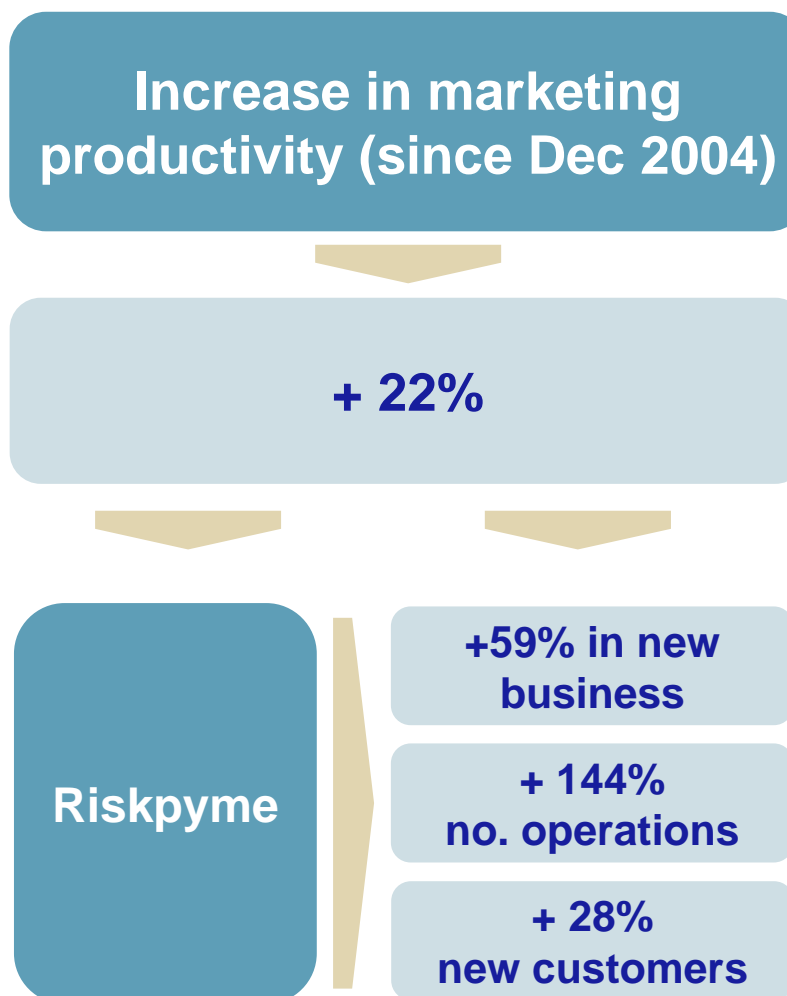 Increase in marketing
productivity (since Dec 2004)
+ 22%
Riskpyme
+59% in new
business
+ 144%
no. operations
+ 28%
new customers